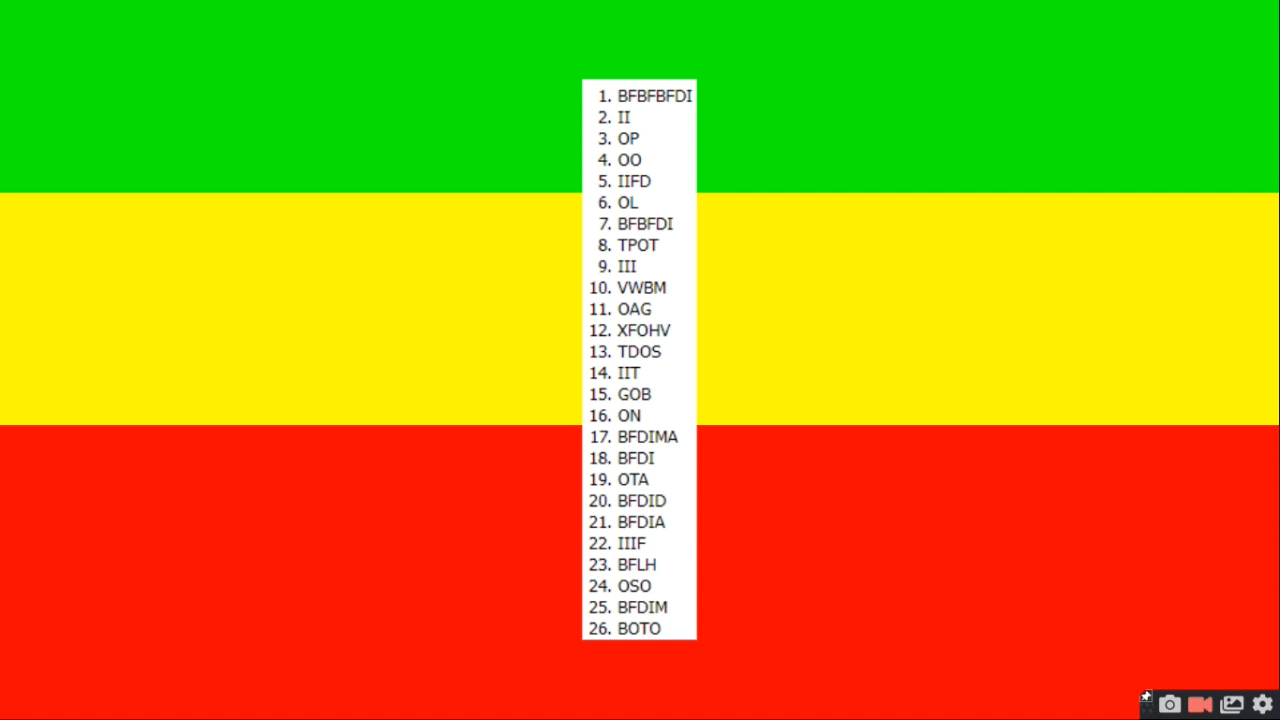 1. BFBFBFDI
2. II
3. OP
4. OO
5. IIFD
6. OL
7. BFBFDI
8. TPOT
9. III
10. VWBM
11. OAG
12. XFOHV
13. TDOS
14. IIT
15. GOB
16. ON
17. BFDIMA
18. BFDI
19. OTA
20. BFDID
21. BFDIA
22. IIIF
23. BFLH
24. OSO
25. BFDIM
26. BOTO